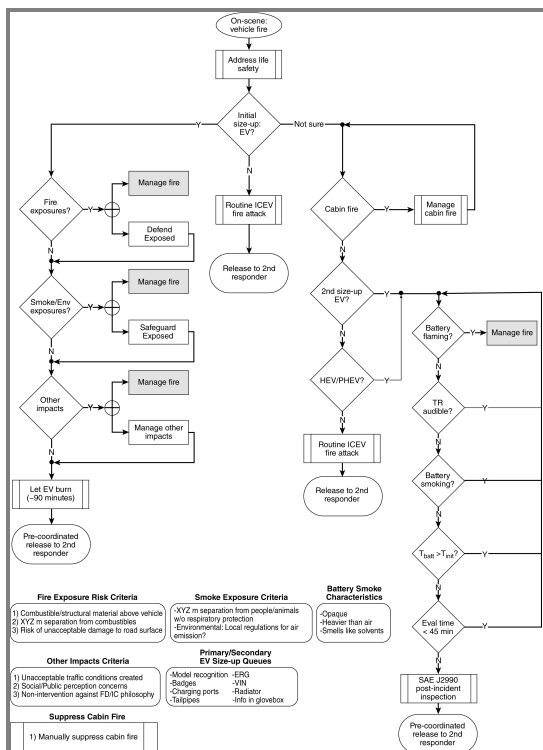 On-scene:
vehicle fire
Address life
safety
Initial
size-up:
EV?
Y
Not sure
N
Fire
exposures?
Y
Manage fire
Defend
Exposed
N
Routine ICEV
fire attack
Release to 2nd
responder
Cabin fire
Y
Manage
cabin fire
N
Smoke/Env
exposures?
Y
Manage fire
Safeguard
Exposed
N
2nd size-up
EV?
Y
N
Battery
flaming?
Y
Manage fire
N
Other
impacts
Y
Manage fire
Manage other
impacts
N
HEV/PHEV?
Y
N
TR
audible?
Y
N
Routine ICEV
fire attack
Release to 2nd
responder
Battery
smoking?
Y
N
Let EV burn
(~90 minutes)
Pre-coordinated
release to 2nd
responder
Tbatt >Tinit?
Y
N
Eval time
< 45 min
Y
N
SAE J2990
post-incident
inspection
Pre-coordinated
release to 2nd
responder
Fire Exposure Risk Criteria
1) Combustible/structural material above vehicle
2) XYZ m separation from combustibles
3) Risk of unacceptable damage to road surface
Smoke Exposure Criteria
-XYZ m separation from people/animals
w/o respiratory protection
-Environmental: Local regulations for air
emission?
Battery Smoke
Characteristics
-Opaque
-Heavier than air
-Smells like solvents
Other Impacts Criteria
1) Unacceptable traffic conditions created
2) Social/Public perception concerns
3) Non-intervention against FD/IC philosophy
Primary/Secondary
EV Size-up Queues
-Model recognition -ERG
-Badges -VIN
-Charging ports -Radiator
-Tailpipes -Info in glovebox
Suppress Cabin Fire
1) Manually suppress cabin fire